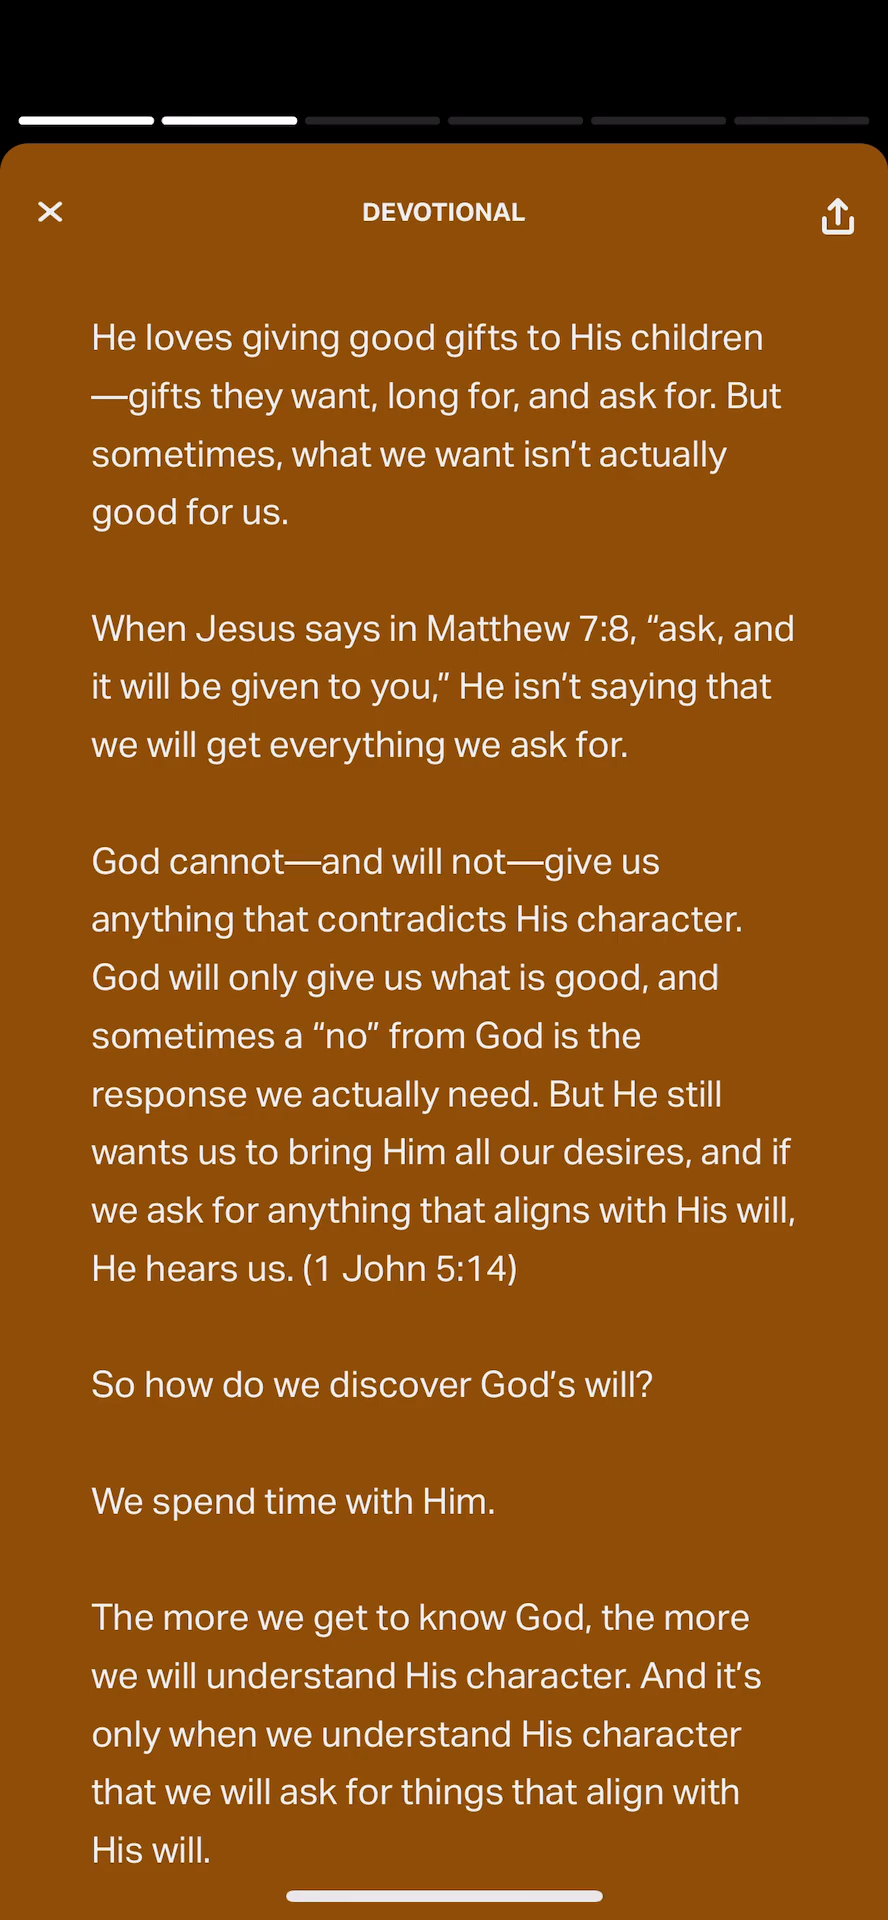 DEVOTIONAL
He loves giving good gifts to His children
—gifts they want, long for, and ask for. But
sometimes, what we want isn’t actually
good for us.
When Jesus says in Matthew 7:8, “ask, and
it will be given to you,” He isn’t saying that
we will get everything we ask for.
God cannot—and will not—give us
anything that contradicts His character.
God will only give us what is good, and
sometimes a “no” from God is the
response we actually need. But He still
wants us to bring Him all our desires, and if
we ask for anything that aligns with His will,
He hears us. (1 John 5:14)
So how do we discover God’s will?
We spend time with Him.
The more we get to know God, the more
we will understand His character. And it’s
only when we understand His character
that we will ask for things that align with
His will.